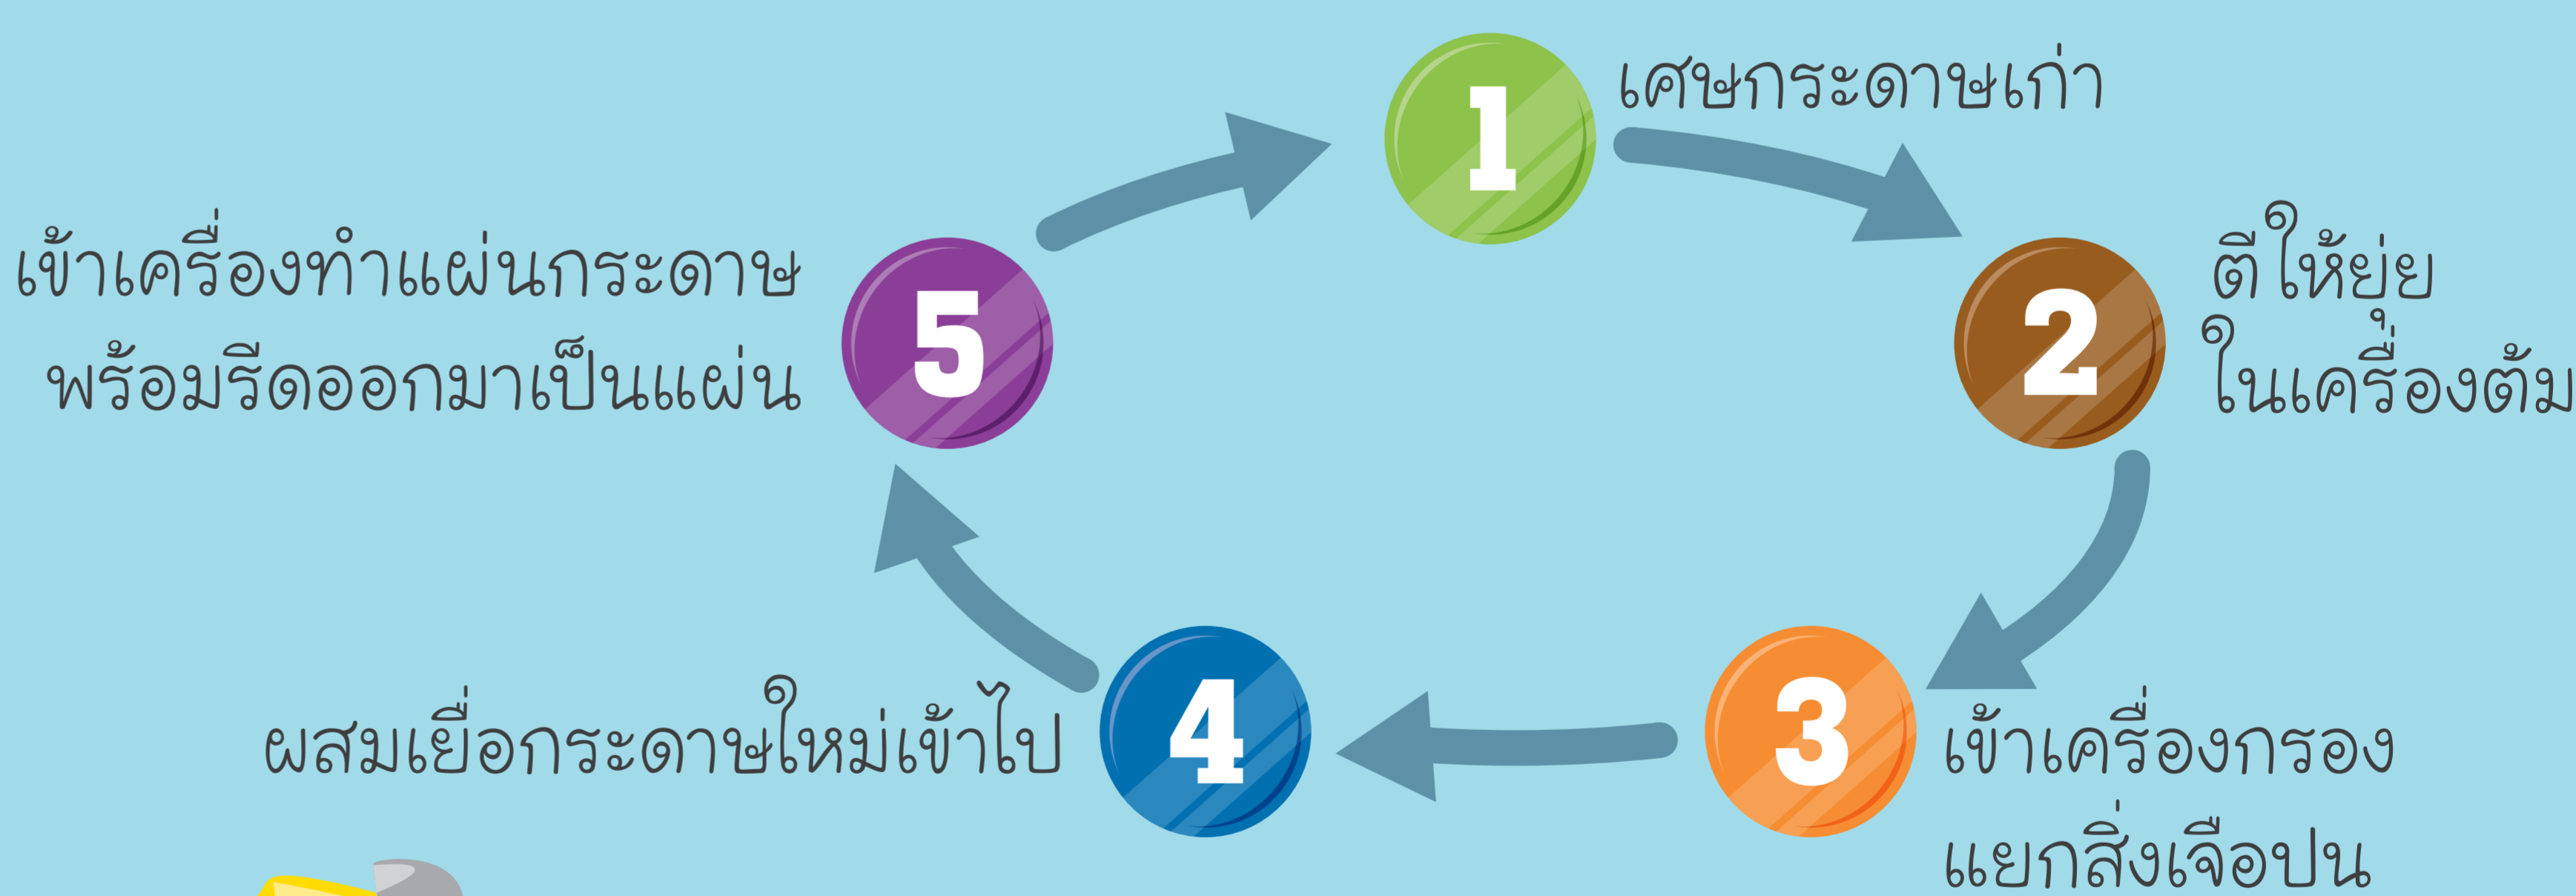 1
เศษกระดาษเก่า
2
ตีให้ยุ่ย
ในเครื่องต้ม
3
เข้าเครื่องกรอง
แยกสิ่งเจือปน
4
ผสมเยื่อกระดาษใหม่เข้าไป
5
เข้าเครื่องทำแผ่นกระดาษ
พร้อมรีดออกมาเป็นแผ่น